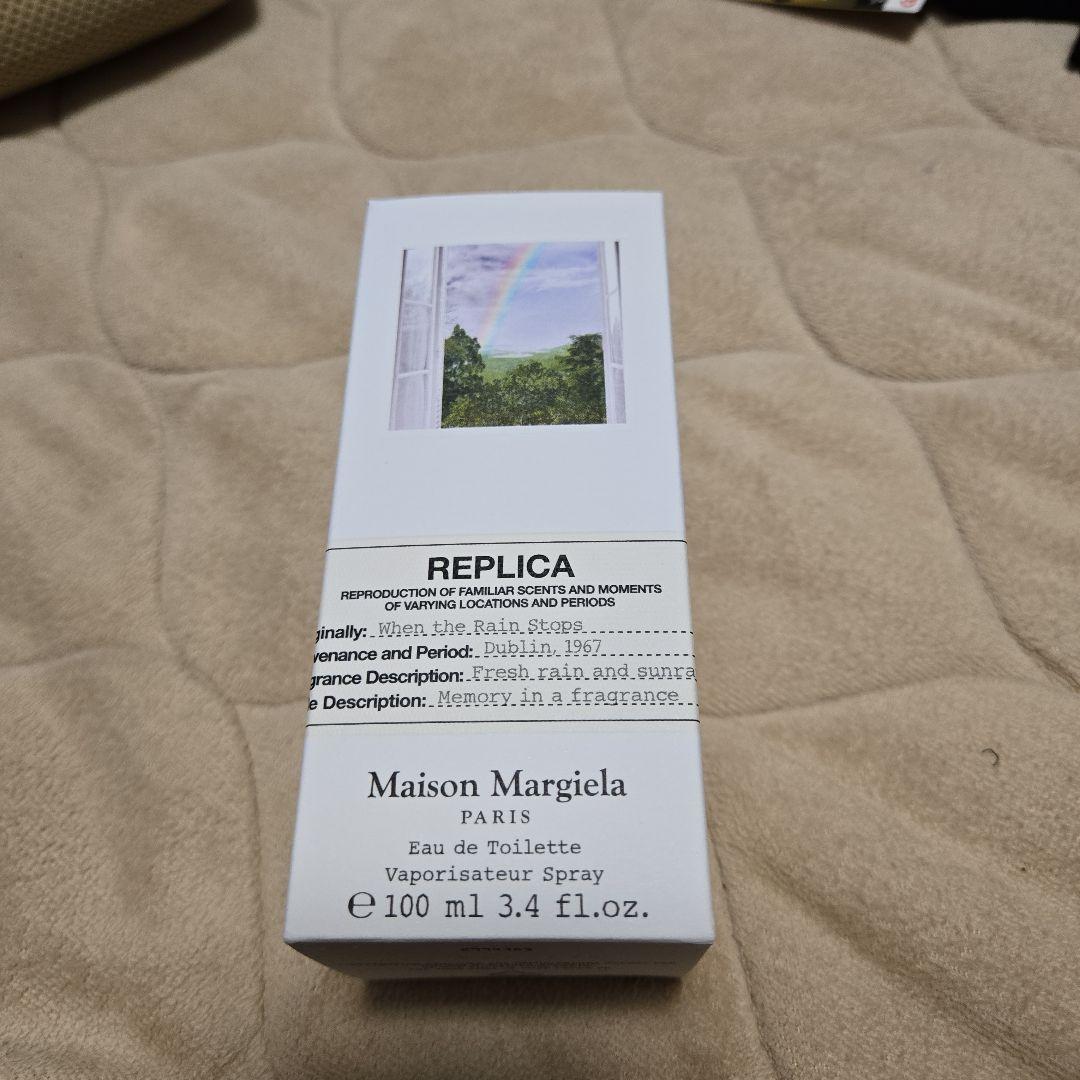 REPLICA
REPRODUCTION OF FAMILIAR SCENTS AND MOMENTS
OF VARYING LOCATIONS AND PERIODS
ginally: When the Rain Stops
venance and Period: Dublin, 1967
grance Description: Fresh rain and sunra
e Description: Memory in a fragrance
Maison Margiela
PARIS
Eau de Toilette
Vaporisateur Spray
℮ 100 ml 3.4 fl.oz.